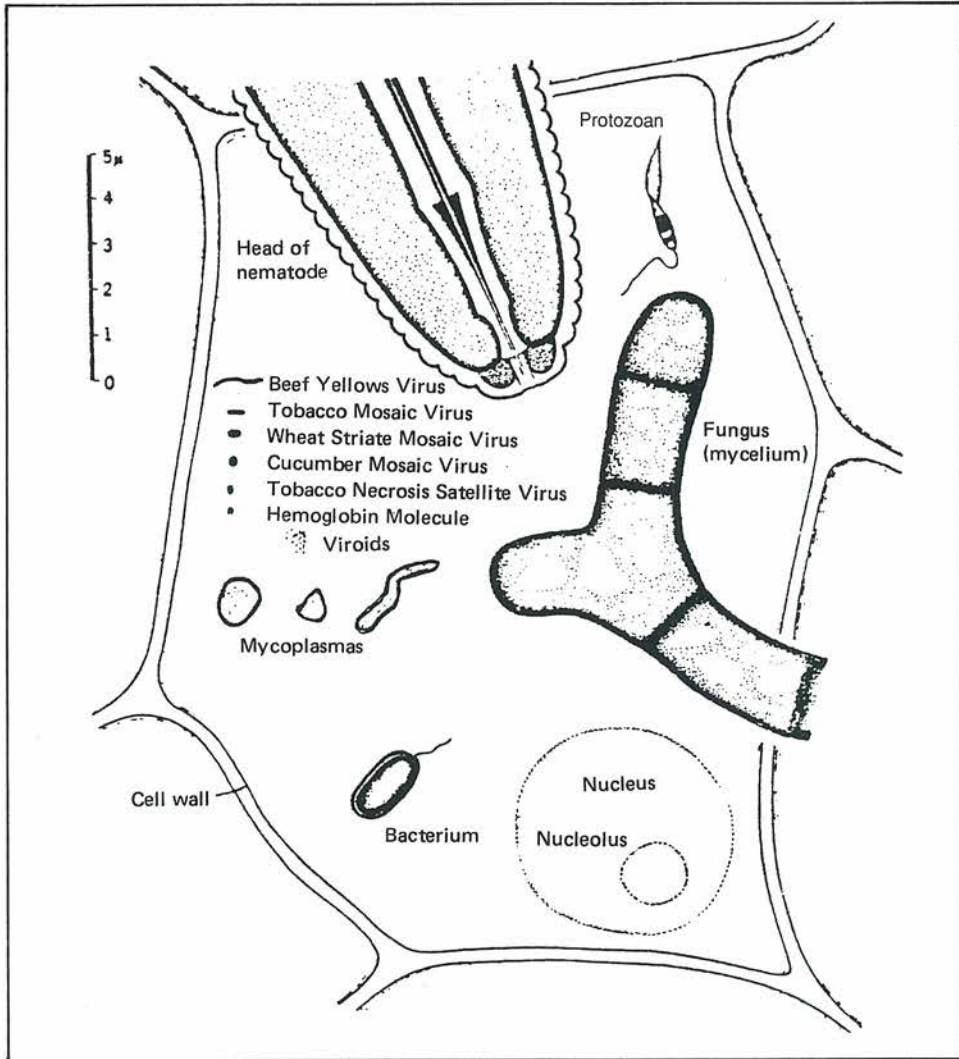 Protozoan
5μ
4
3
2
1
0
Head of
nematode
Beef Yellows Virus
Tobacco Mosaic Virus
Wheat Striate Mosaic Virus
Cucumber Mosaic Virus
Tobacco Necrosis Satellite Virus
Hemoglobin Molecule
Viroids
Fungus
(mycelium)
Mycoplasmas
Cell wall
Bacterium
Nucleus
Nucleolus